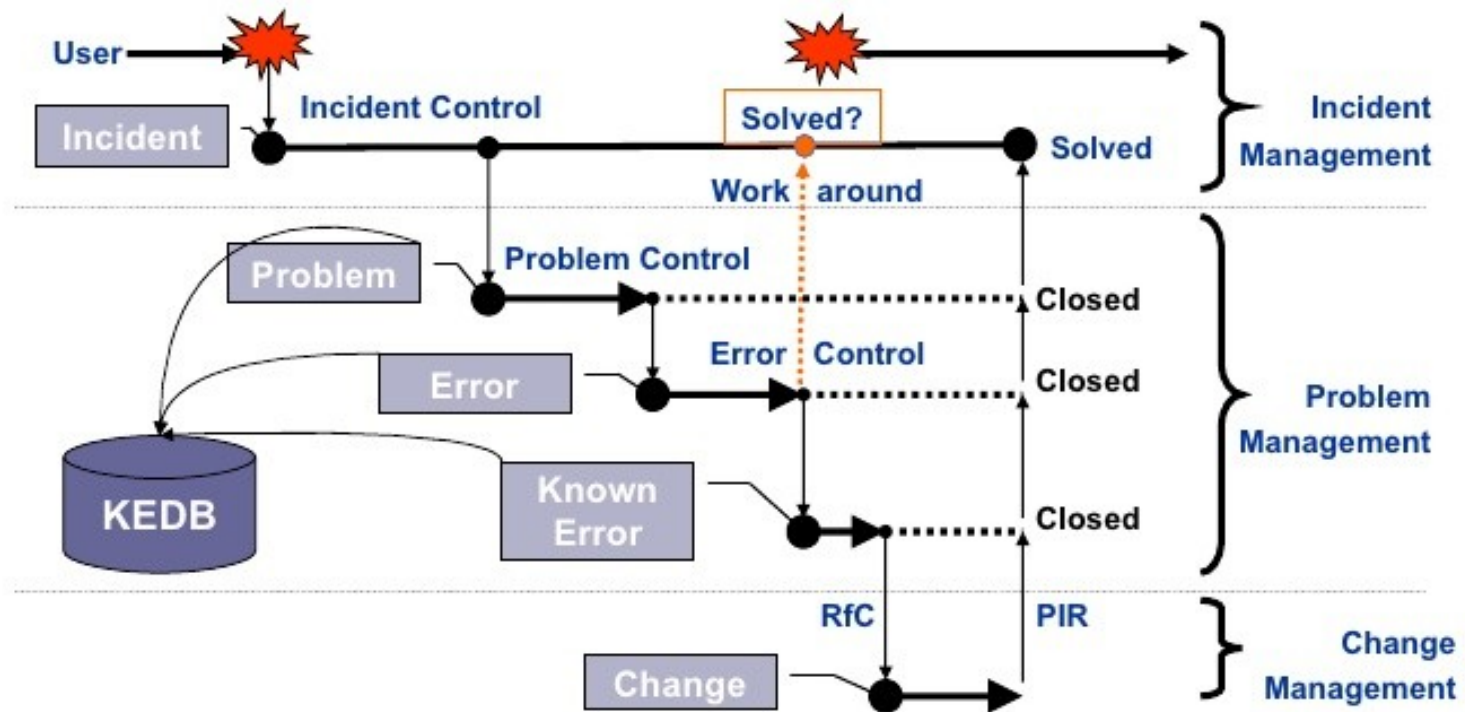 User
Incident Control
Incident
Solved?
Solved
Incident
Management
Work around
Problem
Problem Control
Closed
Error Control
Error
Closed
Problem
Management
KEDB
Known
Error
Closed
RfC
PIR
Change
Change
Management